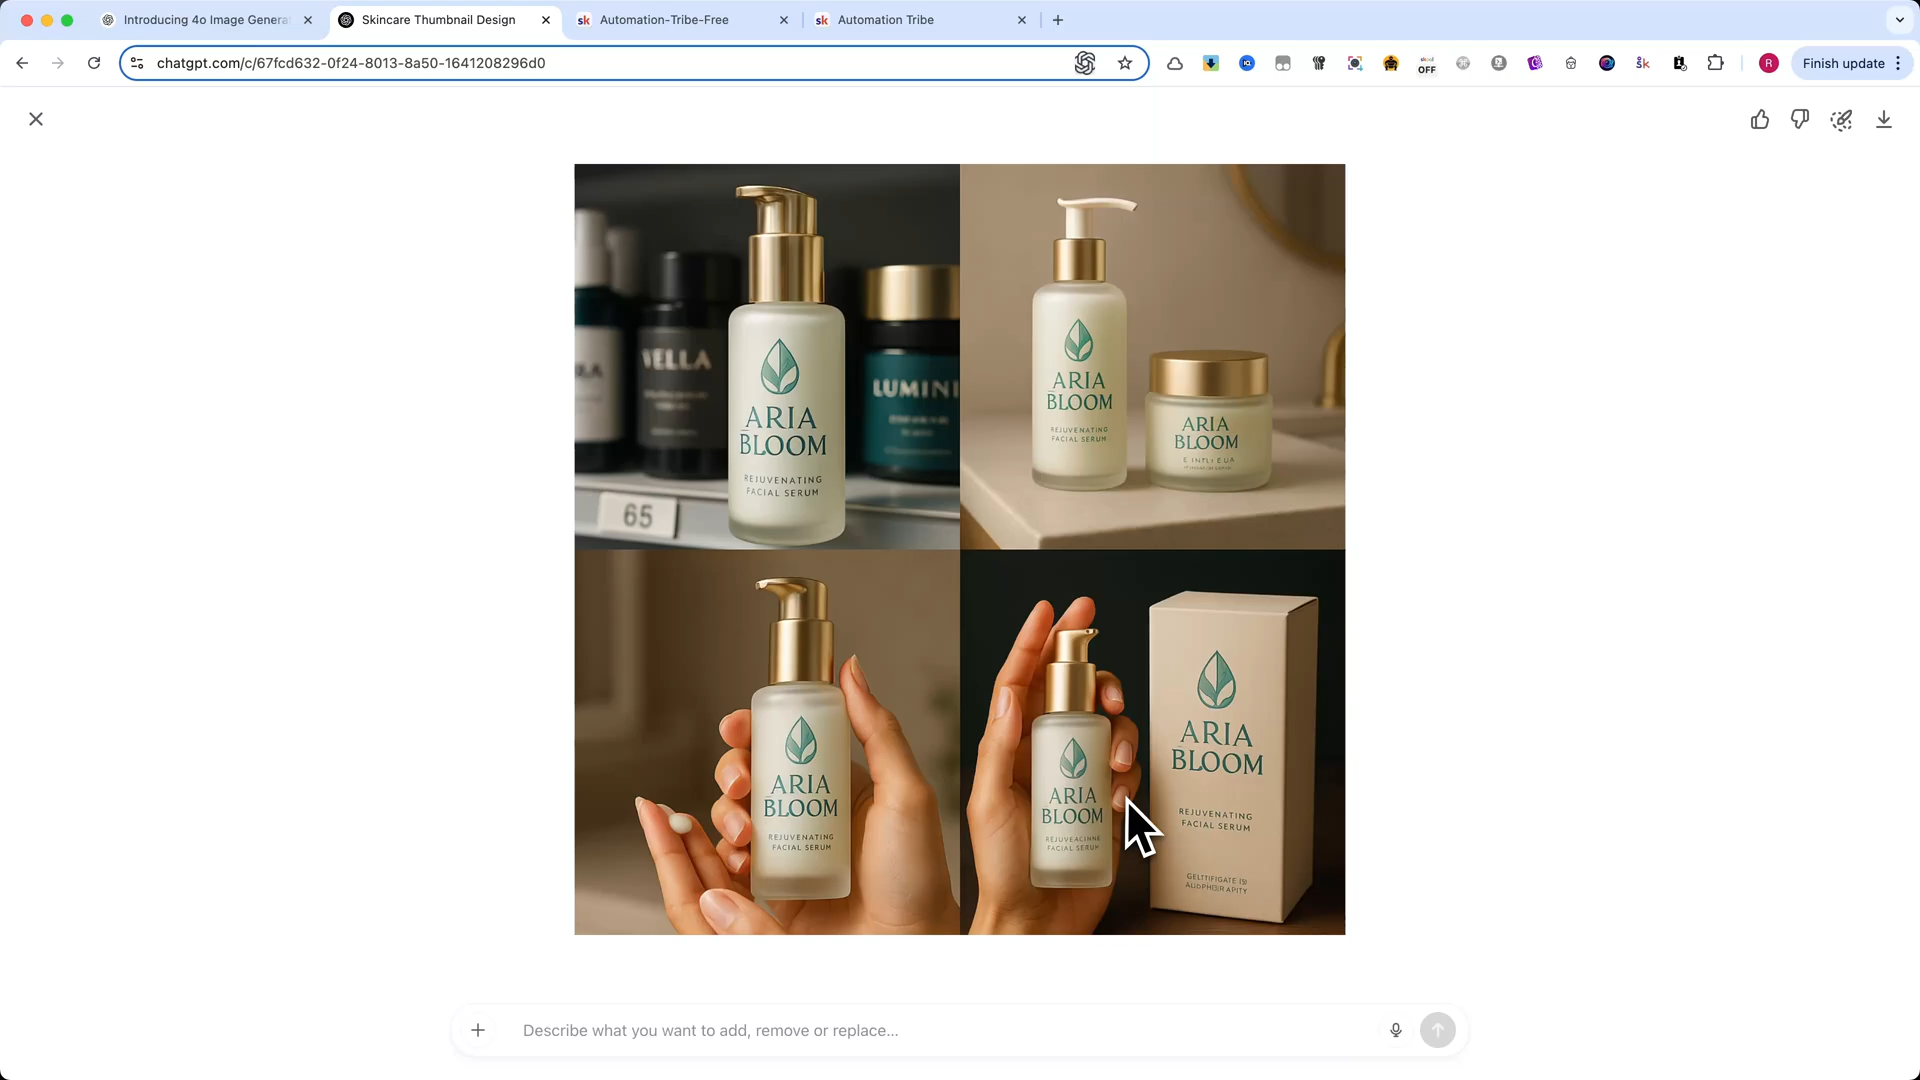 Introducing 4o Image Genera
Skincare Thumbnail Design
Automation-Tribe-Free
Automation Tribe
chatgpt.com/c/67fcd632-0f24-8013-8a50-1641208296d0
OFF
R
Finish update
VELLA
LUMINI
65
ARIA
BLOOM
REJUVENATING
FACIAL SERUM
ARIA
BLOOM
REJUVENATING
FACIAL SERUM
ARIA
BLOOM
ARIA
BLOOM
REJUVENATING
FACIAL SERUM
ARIA
BLOOM
FACIAL SERUM
ARIA
BLOOM
REJUVENATING
FACIAL SERUM
Describe what you want to add, remove or replace...